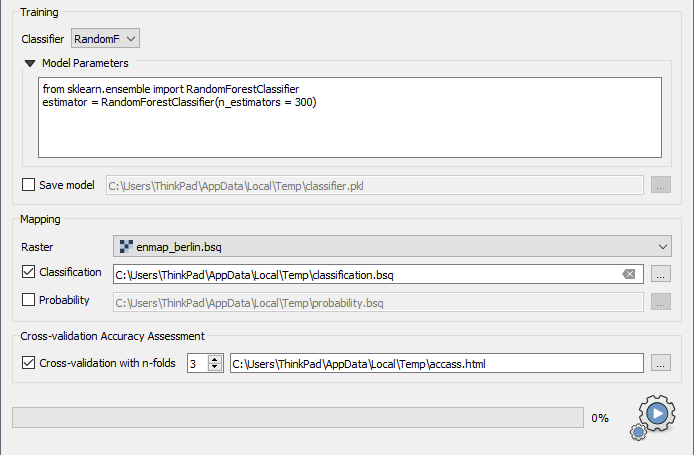 Training
Classifier RandomF
Model Parameters
from sklearn.ensemble import RandomForestClassifier
estimator = RandomForestClassifier(n_estimators = 300)
Save model C:\Users\ThinkPad\AppData\Local\Temp\classifier.pkl ...
Mapping
Raster enmap_berlin.bsq
Classification C:\Users\ThinkPad\AppData\Local\Temp\classification.bsq ...
Probability C:\Users\ThinkPad\AppData\Local\Temp\probability.bsq ...
Cross-validation Accuracy Assessment
Cross-validation with n-folds 3 C:\Users\ThinkPad\AppData\Local\Temp\accass.html ...
0%